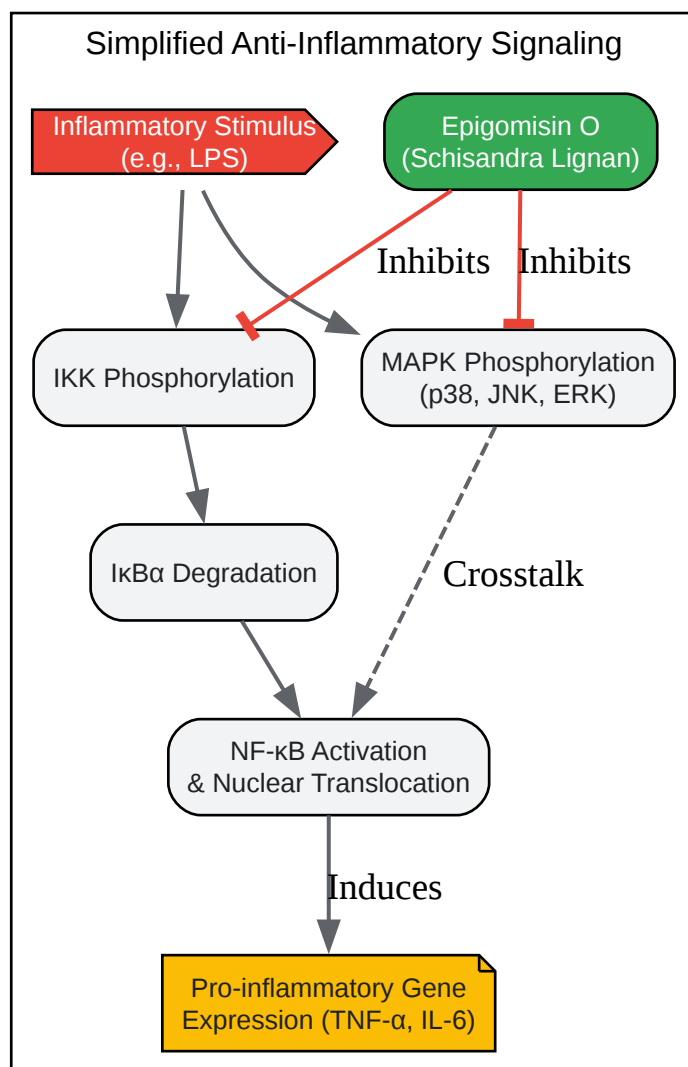 Simplified Anti-Inflammatory Signaling
Inflammatory Stimulus
(e.g., LPS)
Epigomisin O
(Schisandra Lignan)
Inhibits
Inhibits
IKK Phosphorylation
MAPK Phosphorylation
(p38, JNK, ERK)
IκBα Degradation
Crosstalk
NF-κB Activation
& Nuclear Translocation
Induces
Pro-inflammatory Gene
Expression (TNF-α, IL-6)